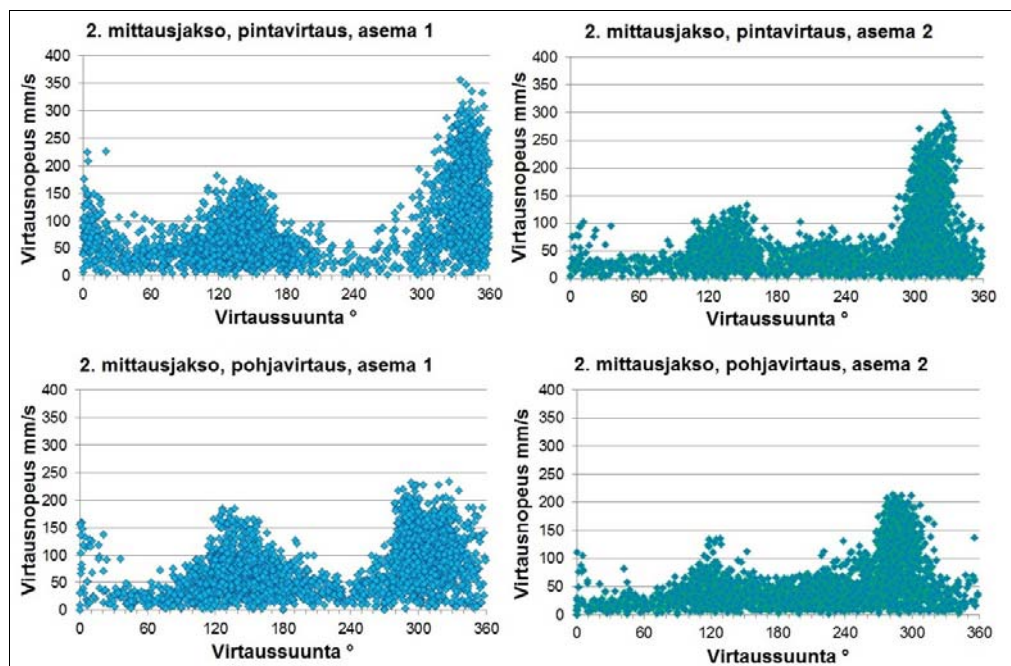 2. mittausjakso, pintavirtaus, asema 1
Virtausnopeus mm/s
400
350
300
250
200
150
100
50
0
0 60 120 180 240 300 360
Virtaussuunta °
2. mittausjakso, pintavirtaus, asema 2
Virtausnopeus mm/s
400
350
300
250
200
150
100
50
0
0 60 120 180 240 300 360
Virtaussuunta °
2. mittausjakso, pohjavirtaus, asema 1
Virtausnopeus mm/s
400
350
300
250
200
150
100
50
0
0 60 120 180 240 300 360
Virtaussuunta °
2. mittausjakso, pohjavirtaus, asema 2
Virtausnopeus mm/s
400
350
300
250
200
150
100
50
0
0 60 120 180 240 300 360
Virtaussuunta °